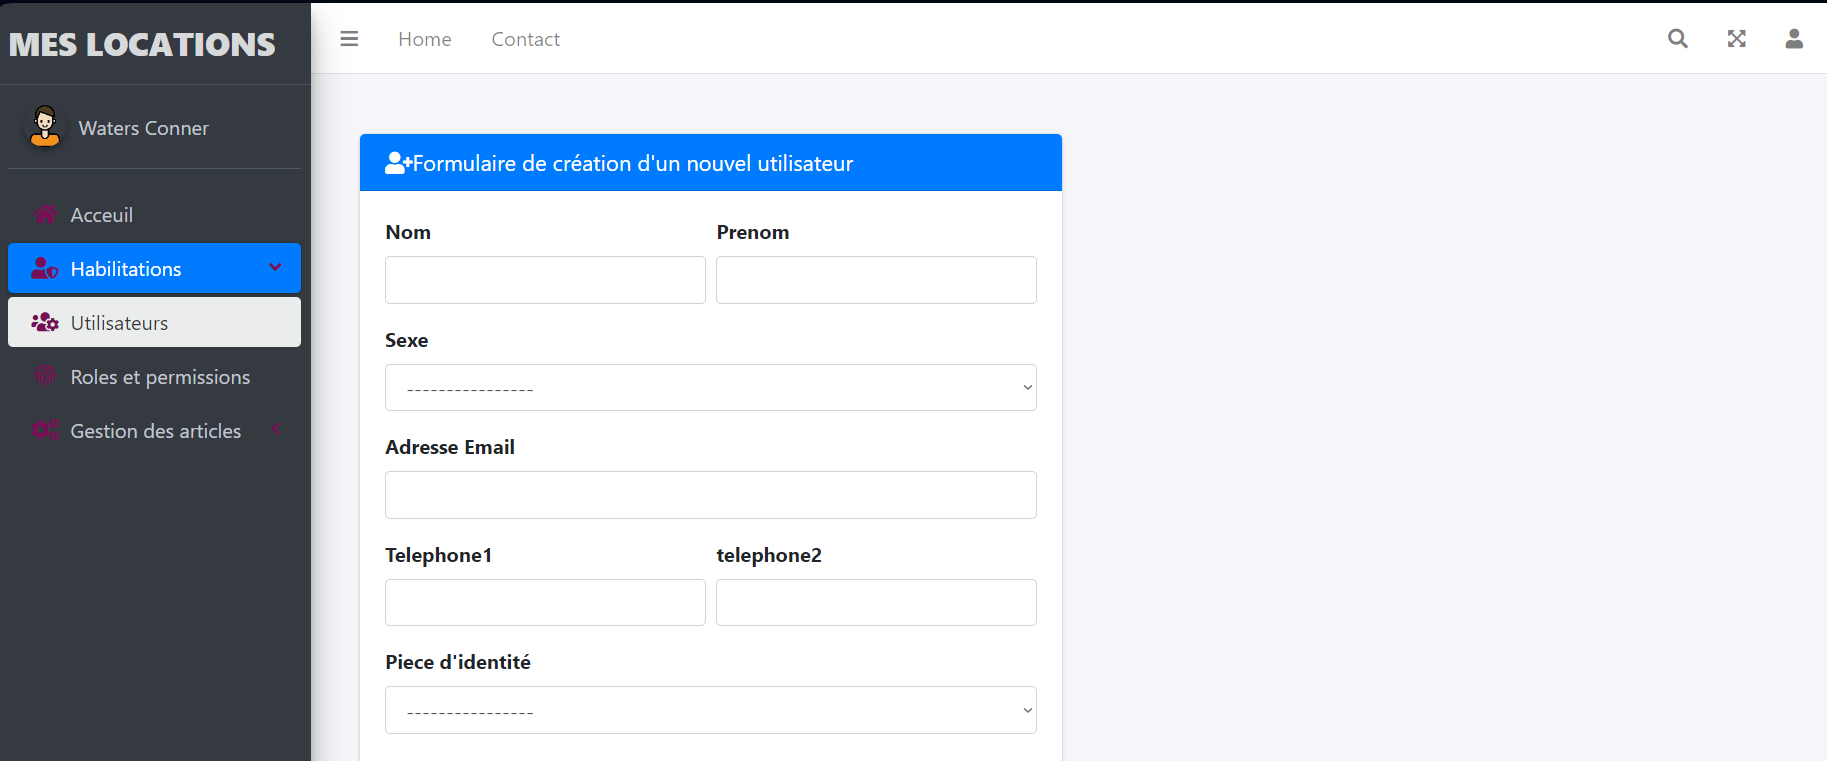 MES LOCATIONS
Home Contact
Waters Conner
Acceuil
Habilitations
Utilisateurs
Roles et permissions
Gestion des articles
Formulaire de création d'un nouvel utilisateur
Nom Prenom
Sexe
----------------
Adresse Email
Telephone1 telephone2
Piece d'identité
----------------